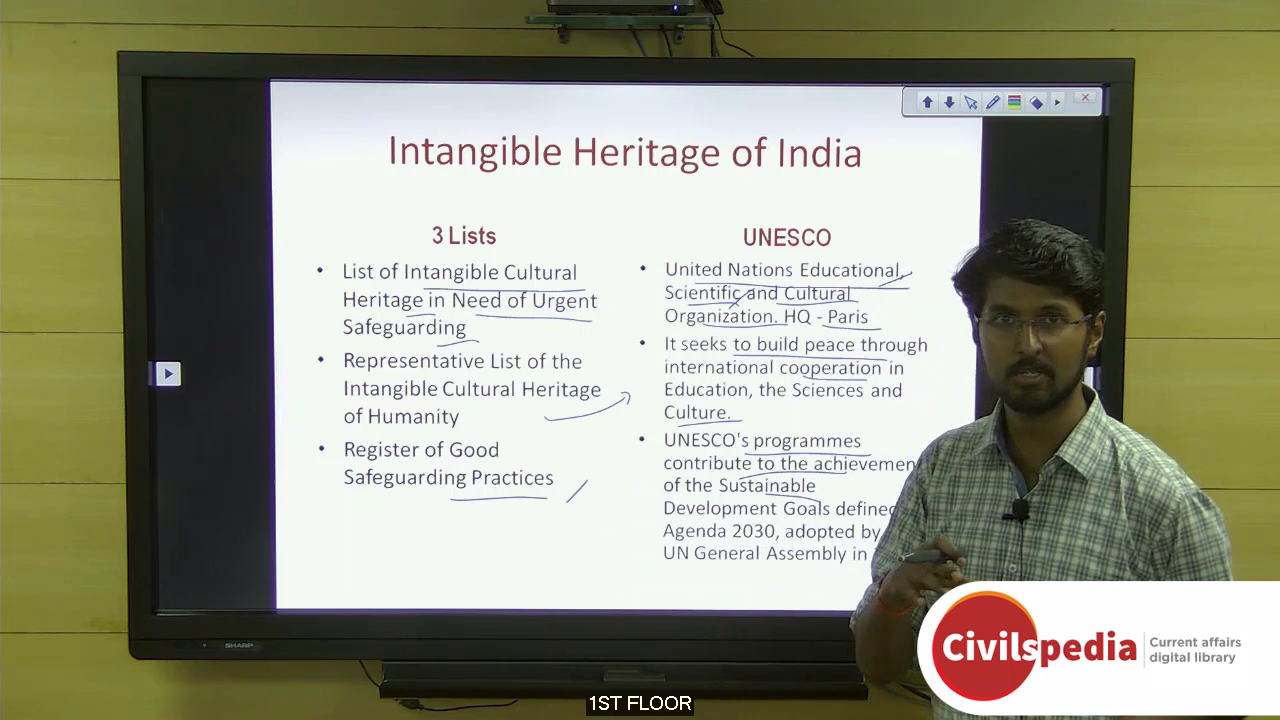 Intangible Heritage of India
3 Lists
• List of Intangible Cultural
Heritage in Need of Urgent
Safeguarding
• Representative List of the
Intangible Cultural Heritage
of Humanity
• Register of Good
Safeguarding Practices
UNESCO
• United Nations Educational,
Scientific and Cultural
Organization. HQ - Paris
• It seeks to build peace through
international cooperation in
Education, the Sciences and
Culture.
• UNESCO's programmes
contribute to the achievemen
of the Sustainable
Development Goals defined
Agenda 2030, adopted by
UN General Assembly in
SHARP
Civilspedia
Current affairs
digital library
1ST FLOOR